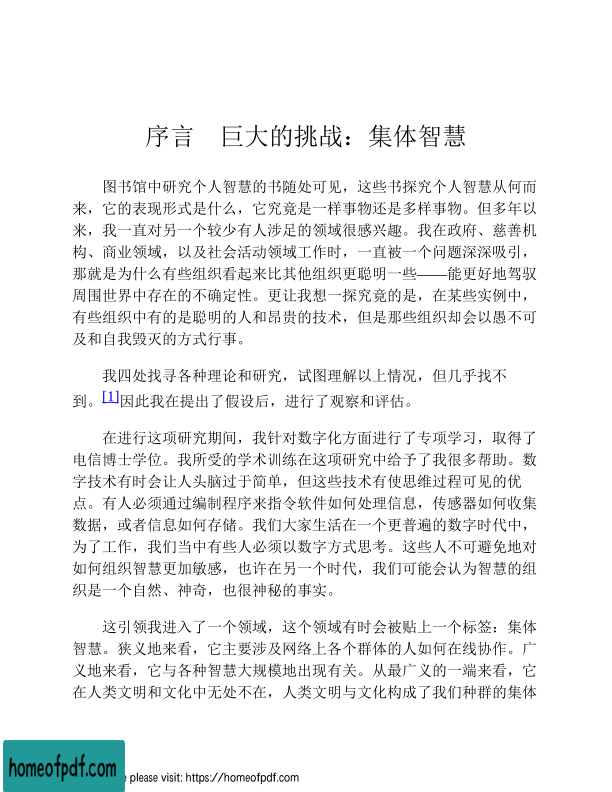 序言　巨大的挑战：集体智慧
图书馆中研究个人智慧的书随处可见，这些书探究个人智慧从何而
来，它的表现形式是什么，它究竟是一样事物还是多样事物。但多年以
来，我一直对另一个较少有人涉足的领域很感兴趣。我在政府、慈善机
构、商业领域，以及社会活动领域工作时，一直被一个问题深深吸引，
那就是为什么有些组织看起来比其他组织更聪明一些——能更好地驾驭
周围世界中存在的不确定性。更让我想一探究竟的是，在某些实例中，
有些组织中有的是聪明的人和昂贵的技术，但是那些组织却会以愚不可
及和自我毁灭的方式行事。
我四处找寻各种理论和研究，试图理解以上情况，但几乎找不
到。[1]因此我在提出了假设后，进行了观察和评估。
在进行这项研究期间，我针对数字化方面进行了专项学习，取得了
电信博士学位。我所受的学术训练在这项研究中给予了我很多帮助。数
字技术有时会让人头脑过于简单，但这些技术有使思维过程可见的优
点。有人必须通过编制程序来指令软件如何处理信息，传感器如何收集
数据，或者信息如何存储。我们大家生活在一个更普遍的数字时代中，
为了工作，我们当中有些人必须以数字方式思考。这些人不可避免地对
如何组织智慧更加敏感，也许在另一个时代，我们可能会认为智慧的组
织是一个自然、神奇，也很神秘的事实。
这引领我进入了一个领域，这个领域有时会被贴上一个标签：集体
智慧。狭义地来看，它主要涉及网络上各个群体的人如何在线协作。广
义地来看，它与各种智慧大规模地出现有关。从最广义的一端来看，它
在人类文明和文化中无处不在，人类文明与文化构成了我们种群的集体
homeofpdf.com
e please visit: https://homeofpdf.com